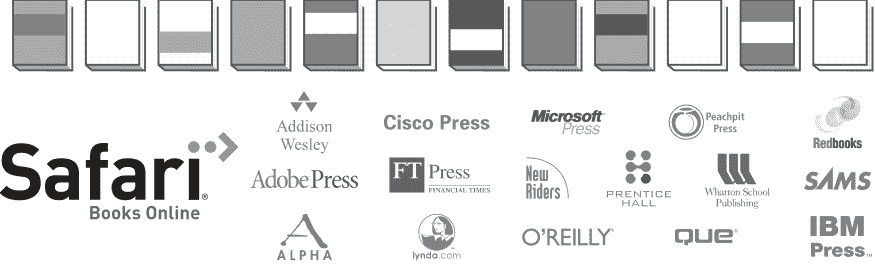 Safari®
Books Online
Addison
Wesley
Cisco Press
Microsoft®
Press
Peachpit
Press
Redbooks
Adobe Press
FT Press
FINANCIAL TIMES
New
Riders
PRENTICE
HALL
Wharton School
Publishing
SAMS
ALPHA
lynda.com
O'REILLY®
QUE®
IBM
Press™